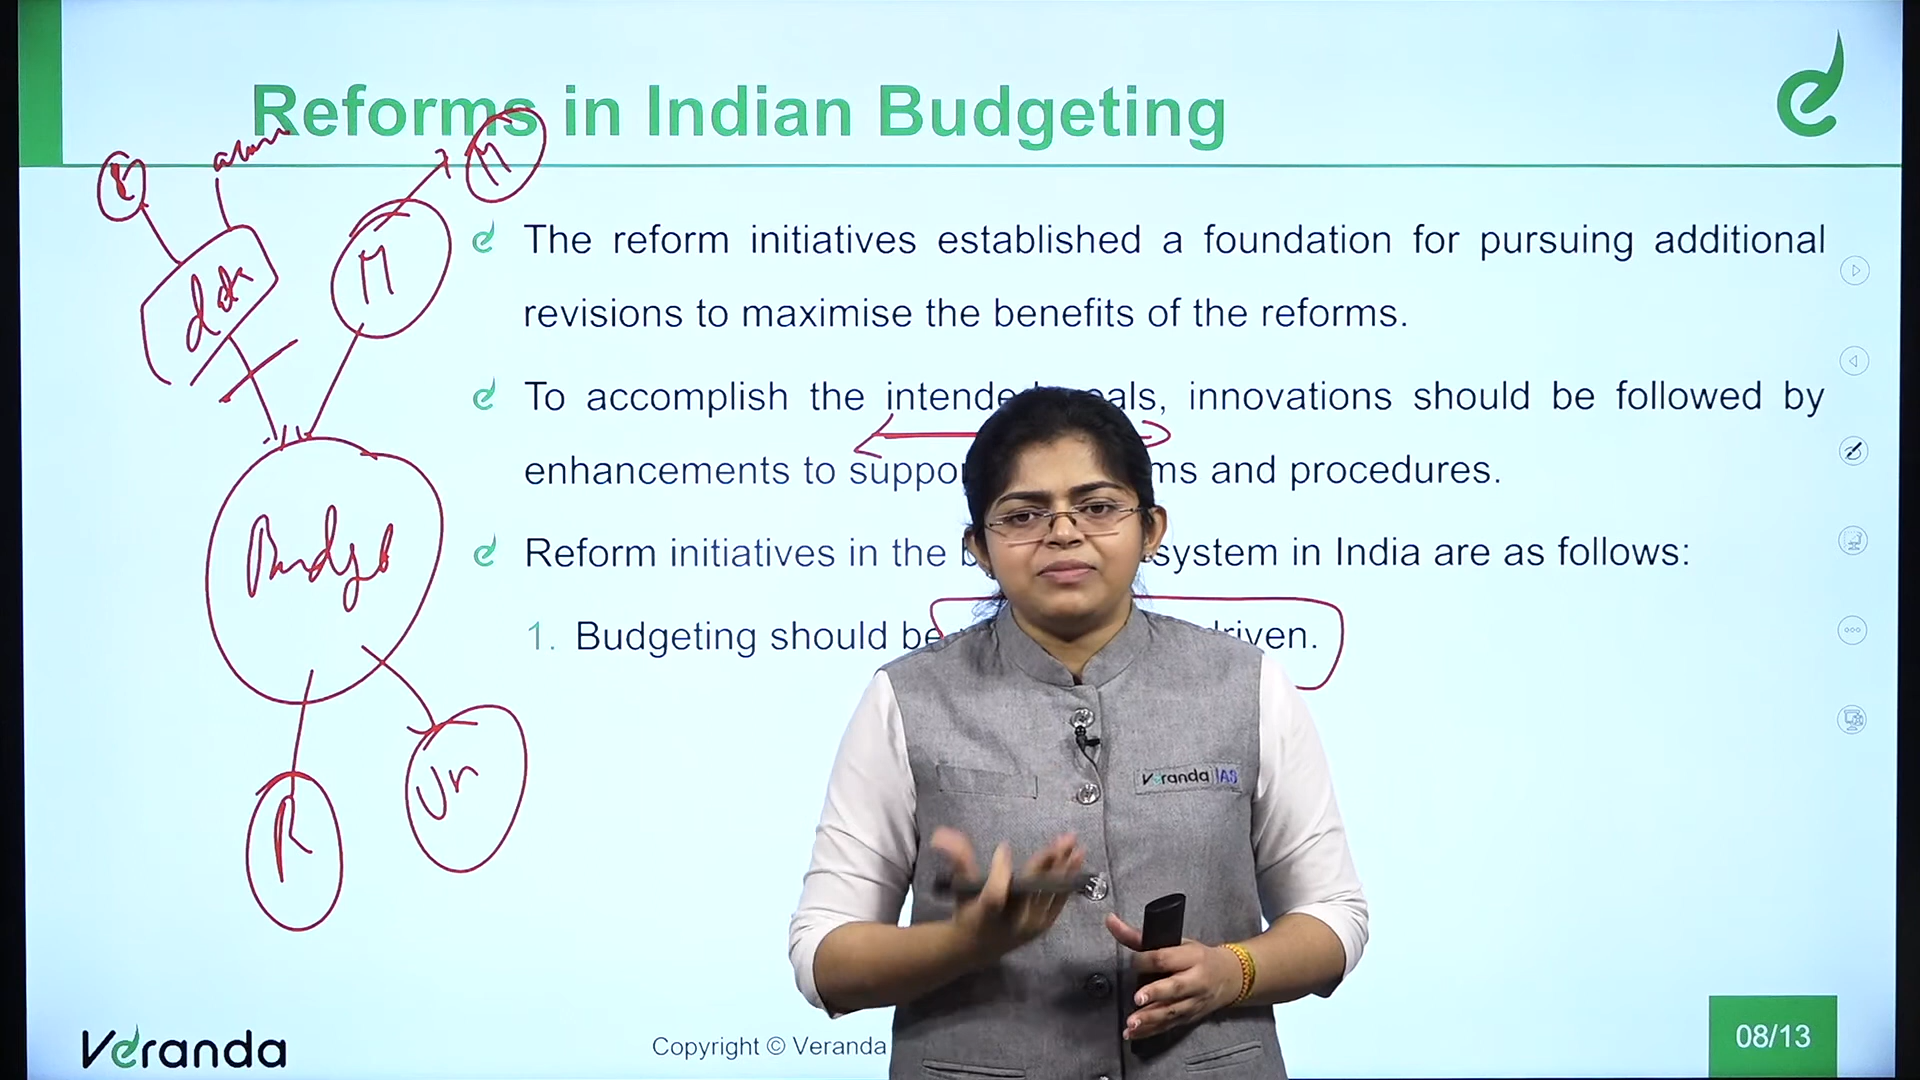 Reforms in Indian Budgeting
The reform initiatives established a foundation for pursuing additional
revisions to maximise the benefits of the reforms.
To accomplish the intende als, innovations should be followed by
enhancements to suppo ms and procedures.
Reform initiatives in the b system in India are as follows:
1. Budgeting should be driven.
M
M
Budget
R
Un
Veranda IAS
Veranda
Copyright © Veranda
08/13